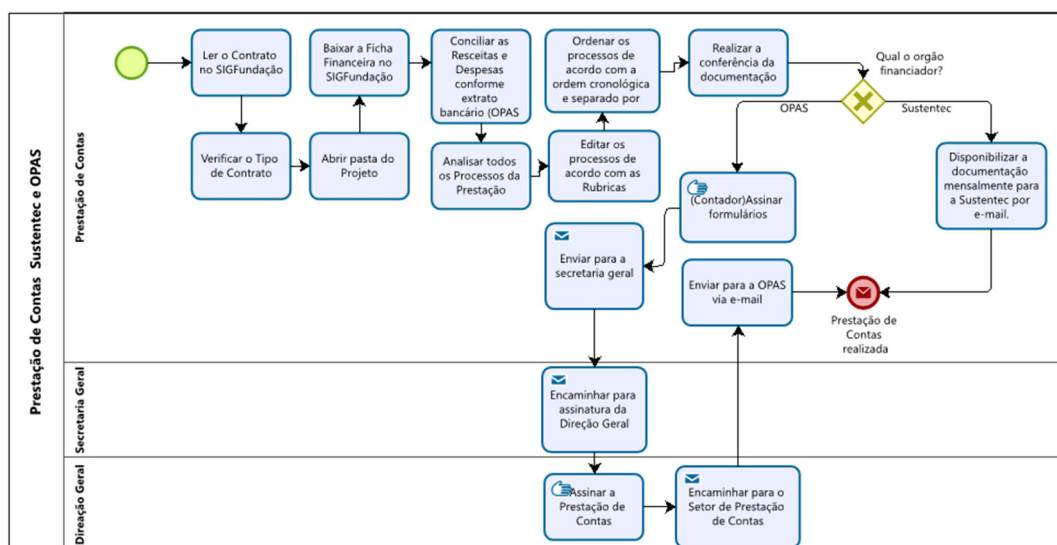 Prestação de Contas  Sustentec e OPAS
Prestação de Contas
Ler o Contrato
no SIGFundação
Verificar o Tipo
de Contrato
Baixar a Ficha
Financeira no
SIGFundação
Abrir pasta do
Projeto
Conciliar as
Resceitas e
Despesas
conforme
extrato
bancário (OPAS
Analisar todos
os Processos da
Prestação
Ordenar os
processos de
acordo com a
ordem cronológica
e separado por
Editar os
processos de
acordo com as
Rubricas
Realizar a
conferência da
documentação
Qual o orgão
financiador?
OPAS
Sustentec
(Contador)Assinar
formulários
Disponibilizar a
documentação
mensalmente para
a Sustentec por
e-mail.
Enviar para a
secretaria geral
Enviar para a OPAS
via e-mail
Prestação de
Contas
realizada
Secretaria Geral
Encaminhar para
assinatura da
Direção Geral
Direação Geral
Assinar a
Prestação de
Contas
Encaminhar para o
Setor de Prestação
de Contas